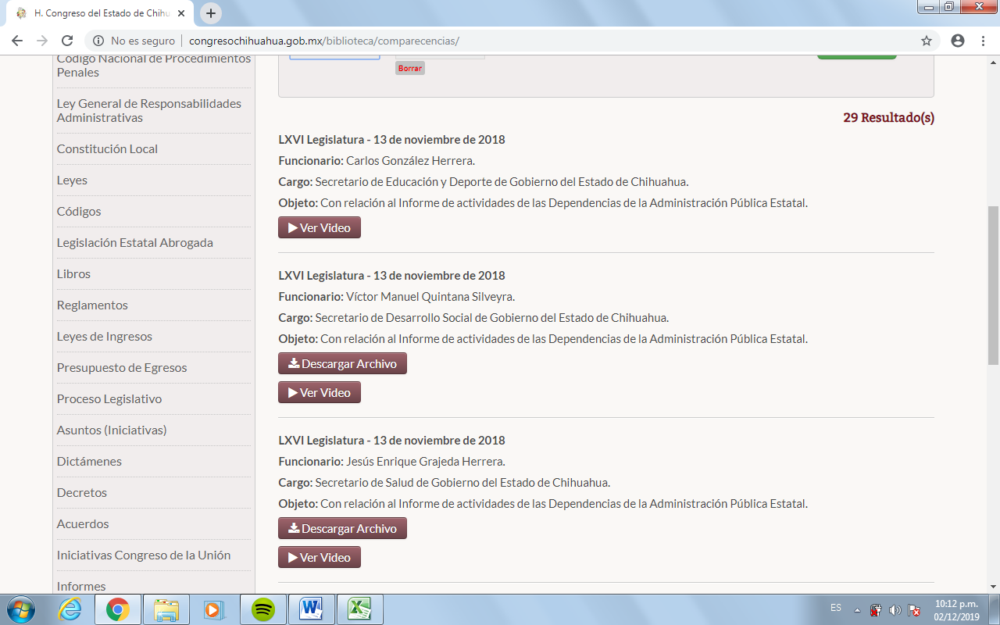 H. Congreso del Estado de Chihu
No es seguro
congresochihuahua.gob.mx/biblioteca/comparecencias/
Código Nacional de Procedimientos
Penales
Ley General de Responsabilidades
Administrativas
Constitución Local
Leyes
Códigos
Legislación Estatal Abrogada
Libros
Reglamentos
Leyes de Ingresos
Presupuesto de Egresos
Proceso Legislativo
Asuntos (Iniciativas)
Dictámenes
Decretos
Acuerdos
Iniciativas Congreso de la Unión
Informes
Borrar
29 Resultado(s)
LXVI Legislatura - 13 de noviembre de 2018
Funcionario: Carlos González Herrera.
Cargo: Secretario de Educación y Deporte de Gobierno del Estado de Chihuahua.
Objeto: Con relación al Informe de actividades de las Dependencias de la Administración Pública Estatal.
Ver Video
LXVI Legislatura - 13 de noviembre de 2018
Funcionario: Víctor Manuel Quintana Silveyra.
Cargo: Secretario de Desarrollo Social de Gobierno del Estado de Chihuahua.
Objeto: Con relación al Informe de actividades de las Dependencias de la Administración Pública Estatal.
Descargar Archivo
Ver Video
LXVI Legislatura - 13 de noviembre de 2018
Funcionario: Jesús Enrique Grajeda Herrera.
Cargo: Secretario de Salud de Gobierno del Estado de Chihuahua.
Objeto: Con relación al Informe de actividades de las Dependencias de la Administración Pública Estatal.
Descargar Archivo
Ver Video
ES
10:12 p.m.
02/12/2019